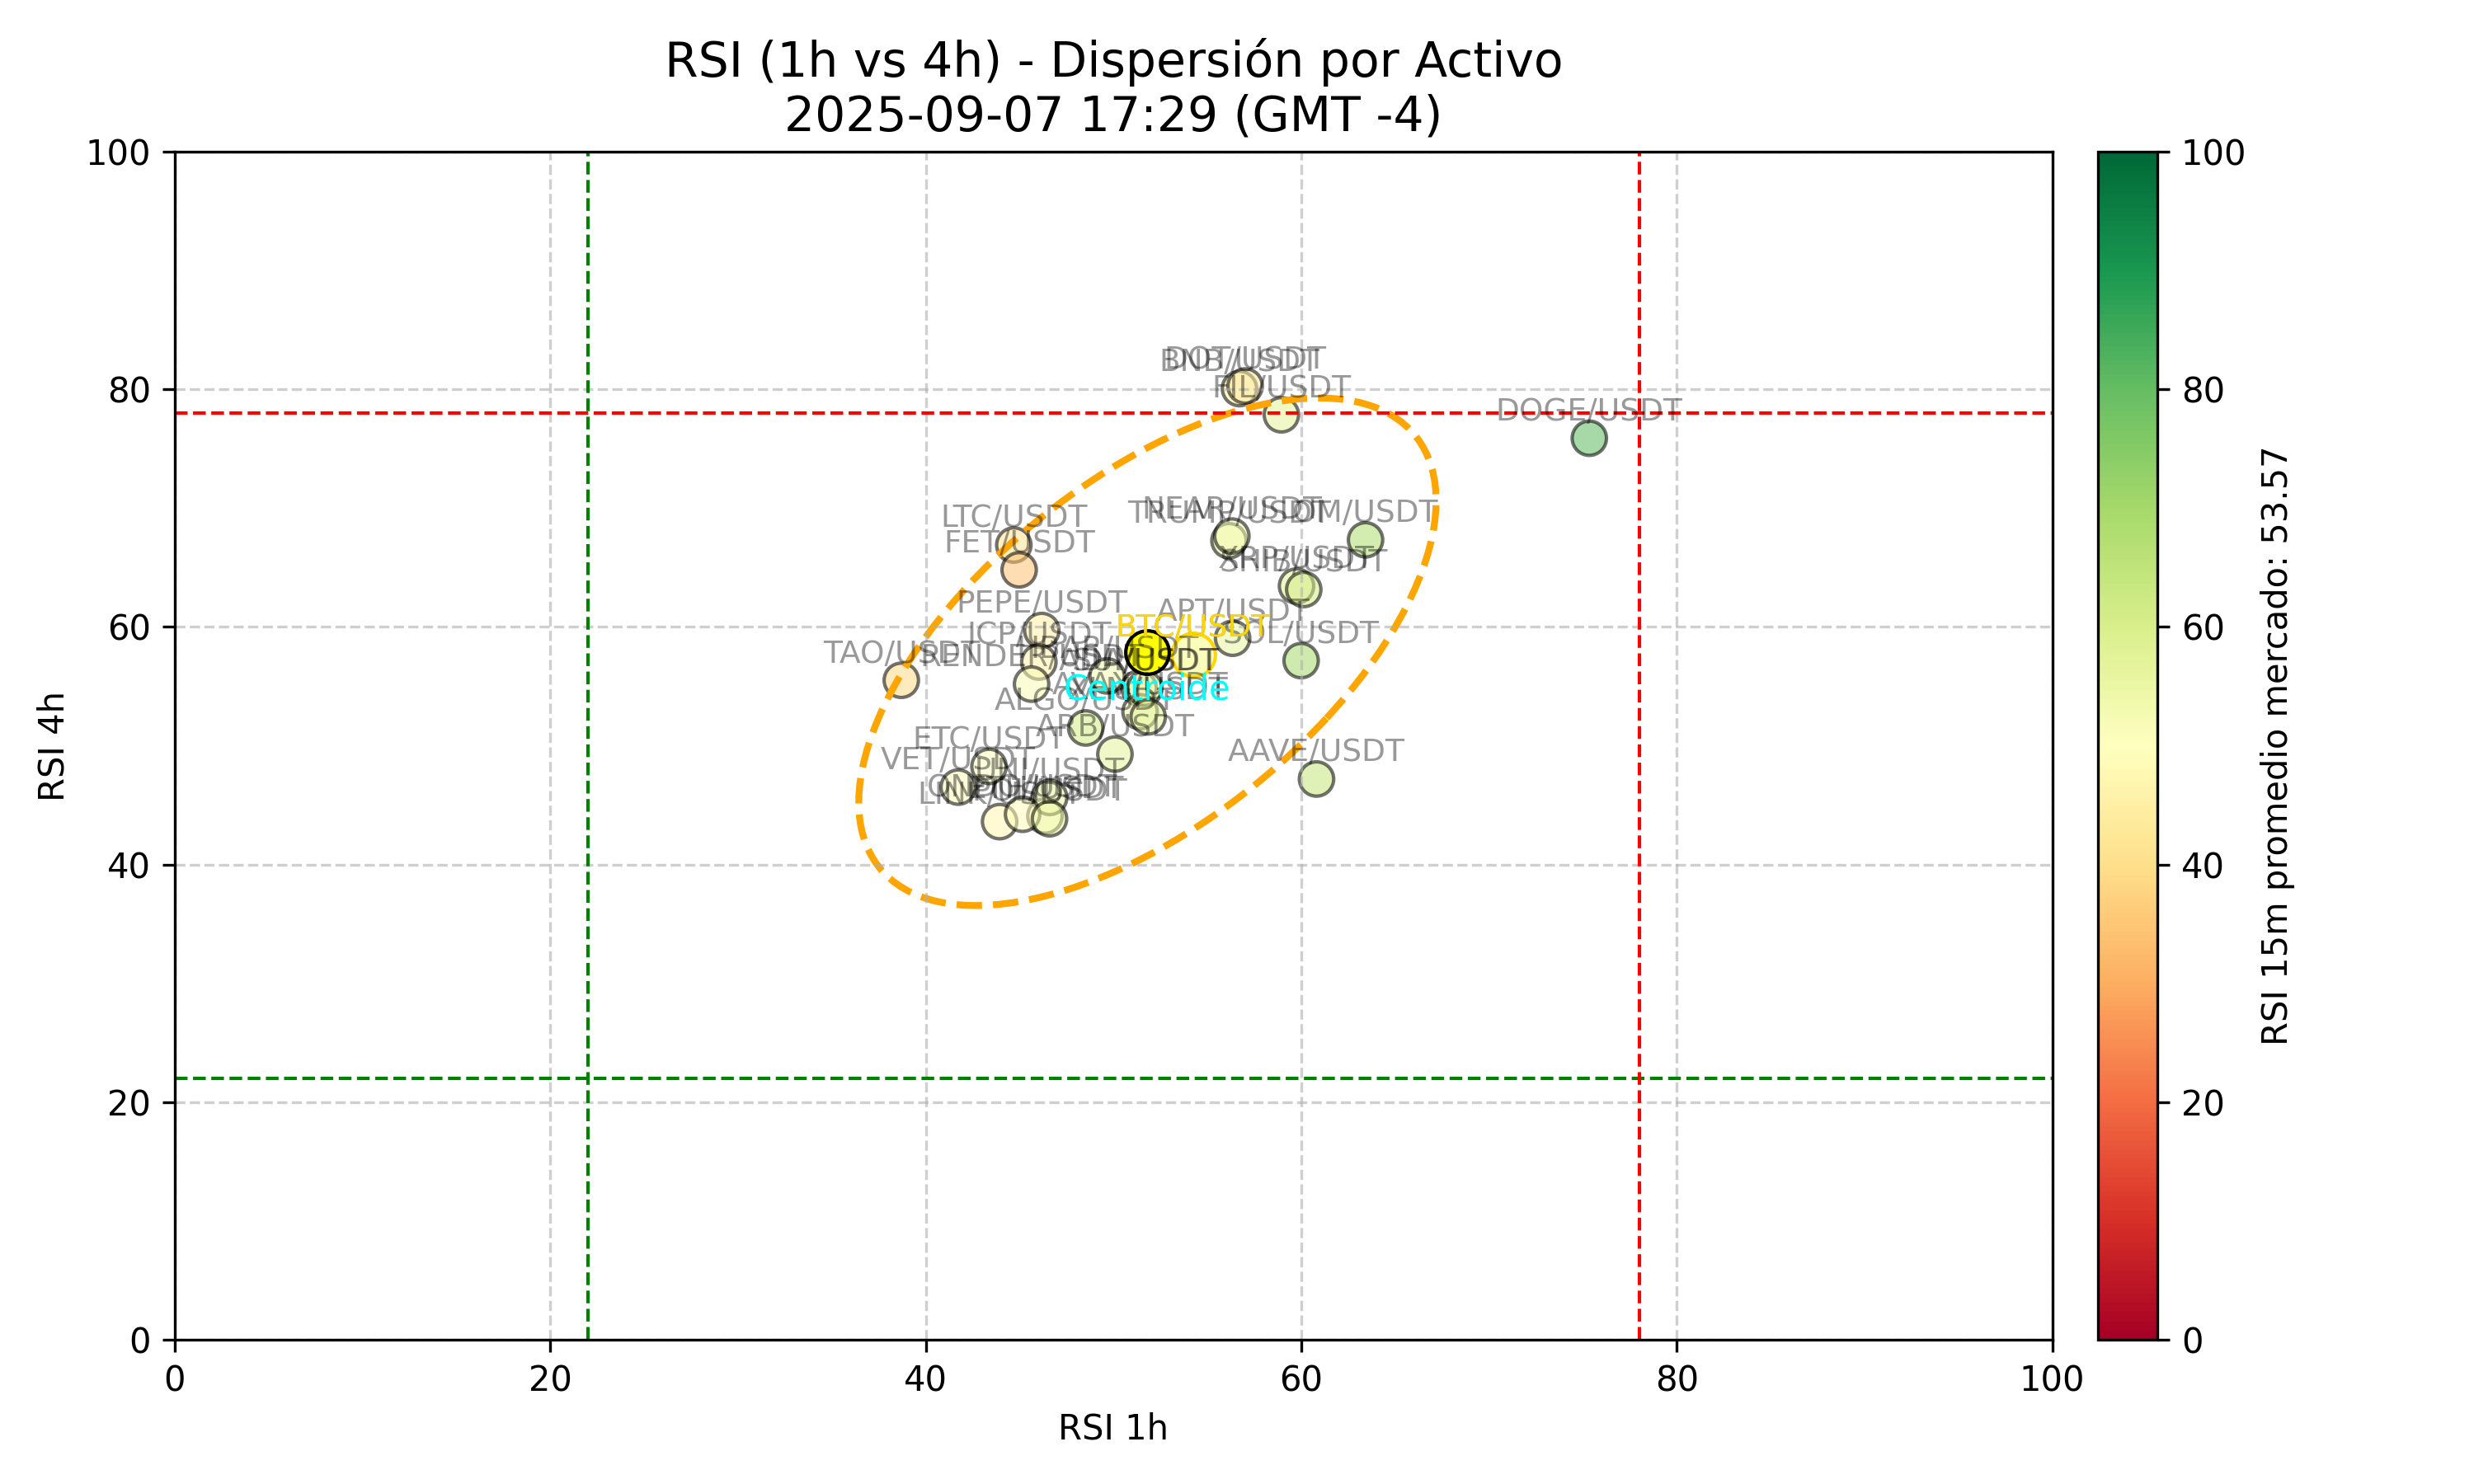 RSI (1h vs 4h) - Dispersión por Activo
2025-09-07 17:29 (GMT -4)
100
80
60
40
20
0
RSI 4h
DOT/USDT
BNB/USDT
FIL/USDT
DOGE/USDT
LTC/USDT
FET/USDT
NEAR/USDT
TRUMP/USDT
XRP/USDT
SHIB/USDT
PEPE/USDT
APT/USDT
BTC/USDT
SOL/USDT
ICP/USDT
TAO/USDT
Centroide
ALGO/USDT
ARB/USDT
ETC/USDT
VET/USDT
AAVE/USDT
LINK/USDT
0
20
40
60
80
100
RSI 1h
100
80
60
40
20
0
RSI 15m promedio mercado: 53.57